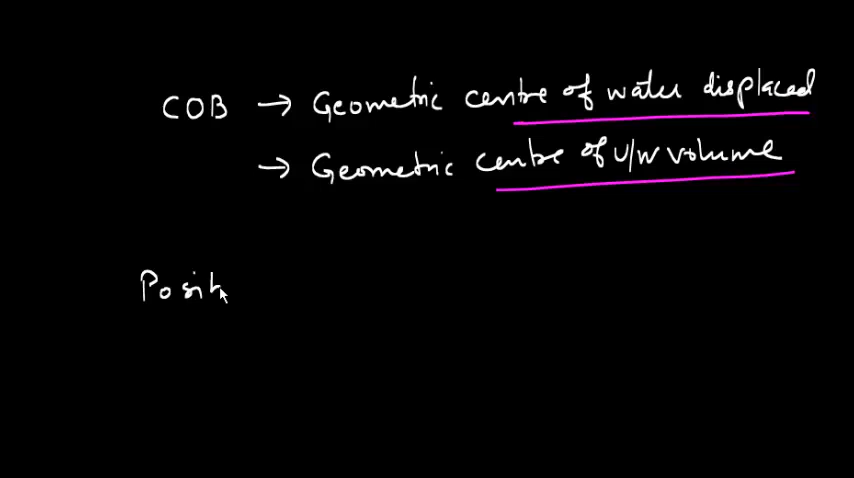 COB → Geometric centre of water displaced
→ Geometric centre of U/W volume
Posit